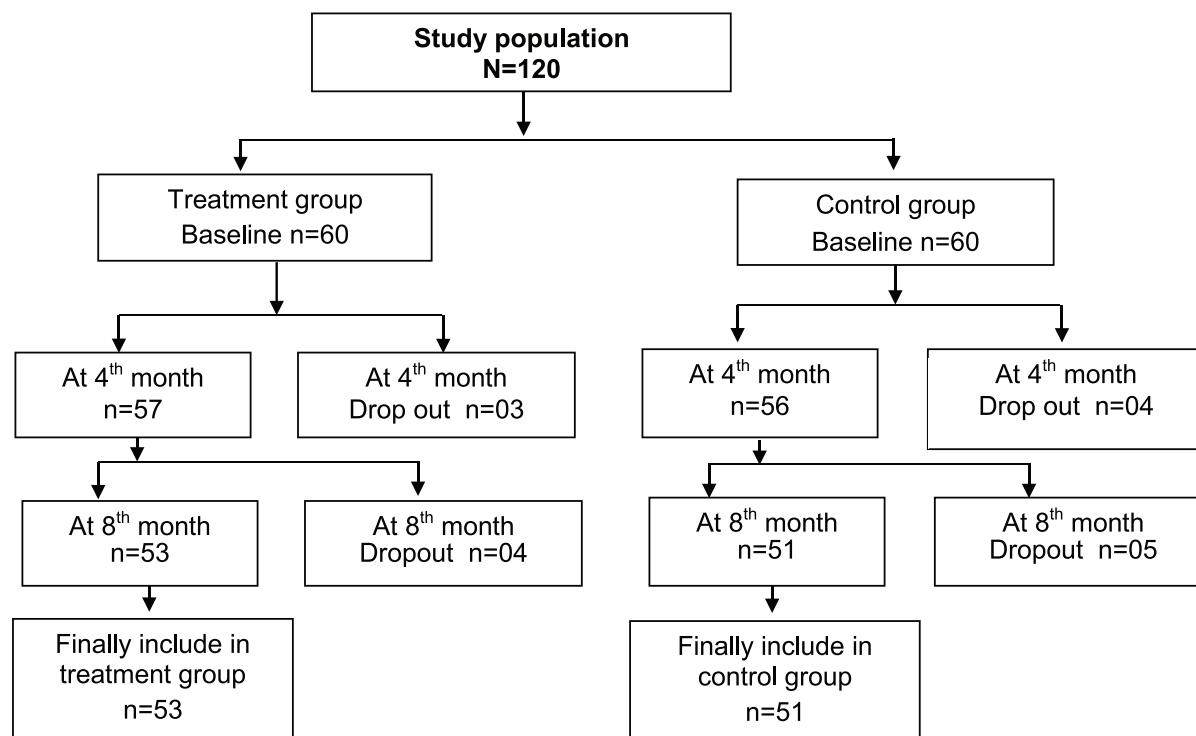 Study population
N=120
Treatment group
Baseline n=60
Control group
Baseline n=60
At 4th month
n=57
At 4th month
Drop out n=03
At 4th month
n=56
At 4th month
Drop out n=04
At 8th month
n=53
At 8th month
Dropout n=04
At 8th month
n=51
At 8th month
Dropout n=05
Finally include in
treatment group
n=53
Finally include in
control group
n=51